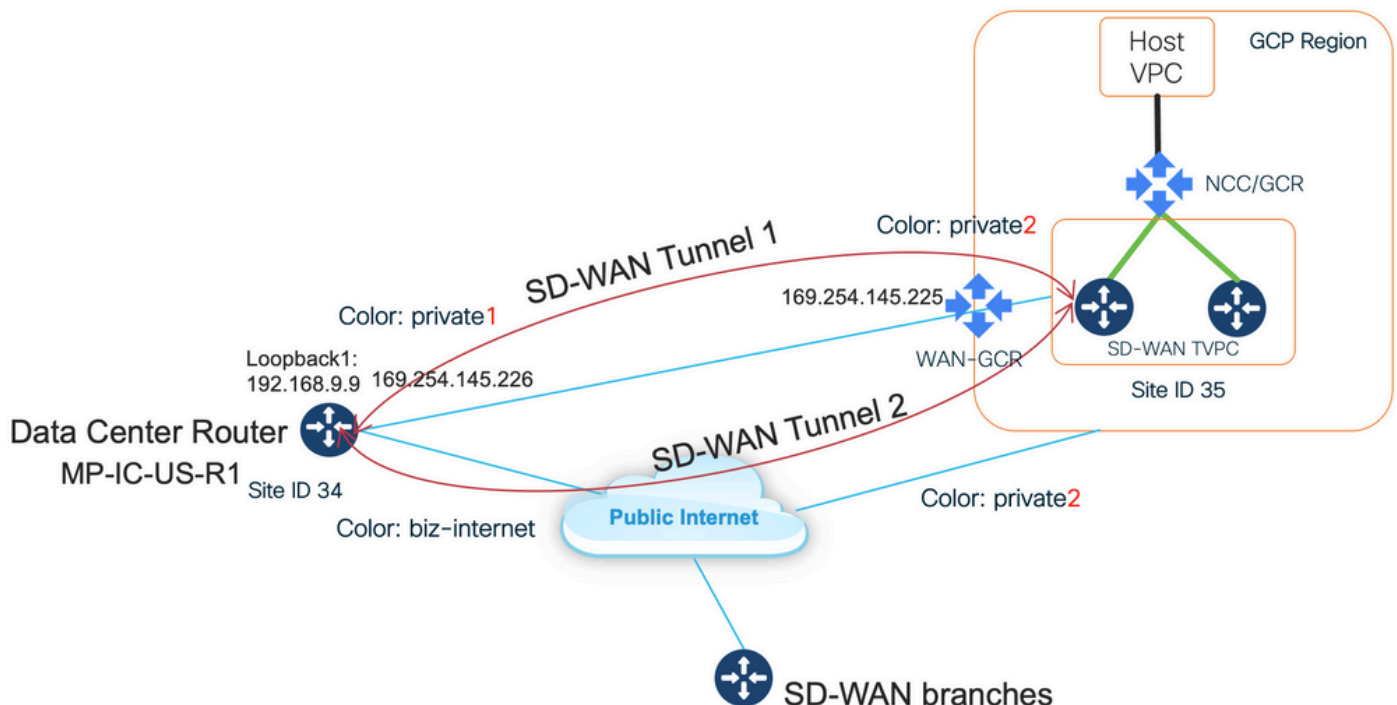 Host
VPC
GCP Region
NCC/GCR
Color: private2
SD-WAN Tunnel 1
169.254.145.225
Color: private1
WAN-GCR
SD-WAN TVPC
Loopback1:
192.168.9.9
169.254.145.226
Site ID 35
Data Center Router
MP-IC-US-R1
Site ID 34
SD-WAN Tunnel 2
Color: private2
Color: biz-internet
Public Internet
SD-WAN branches